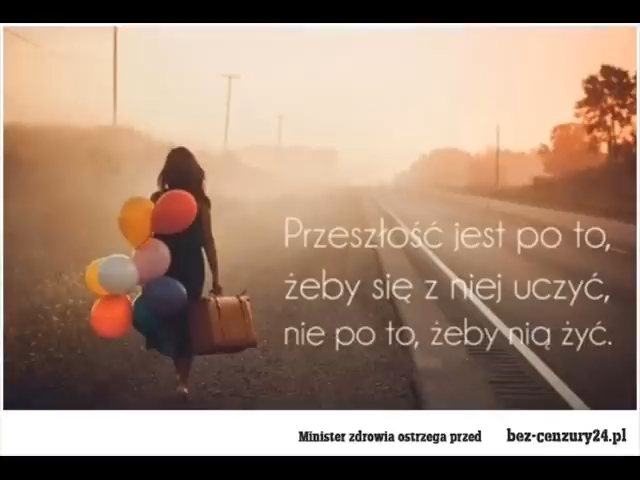 Przeszłość jest po to,
żeby się z niej uczyć,
nie po to, żeby nią żyć.
Minister zdrowia ostrzega przed bez-cenzury24.pl